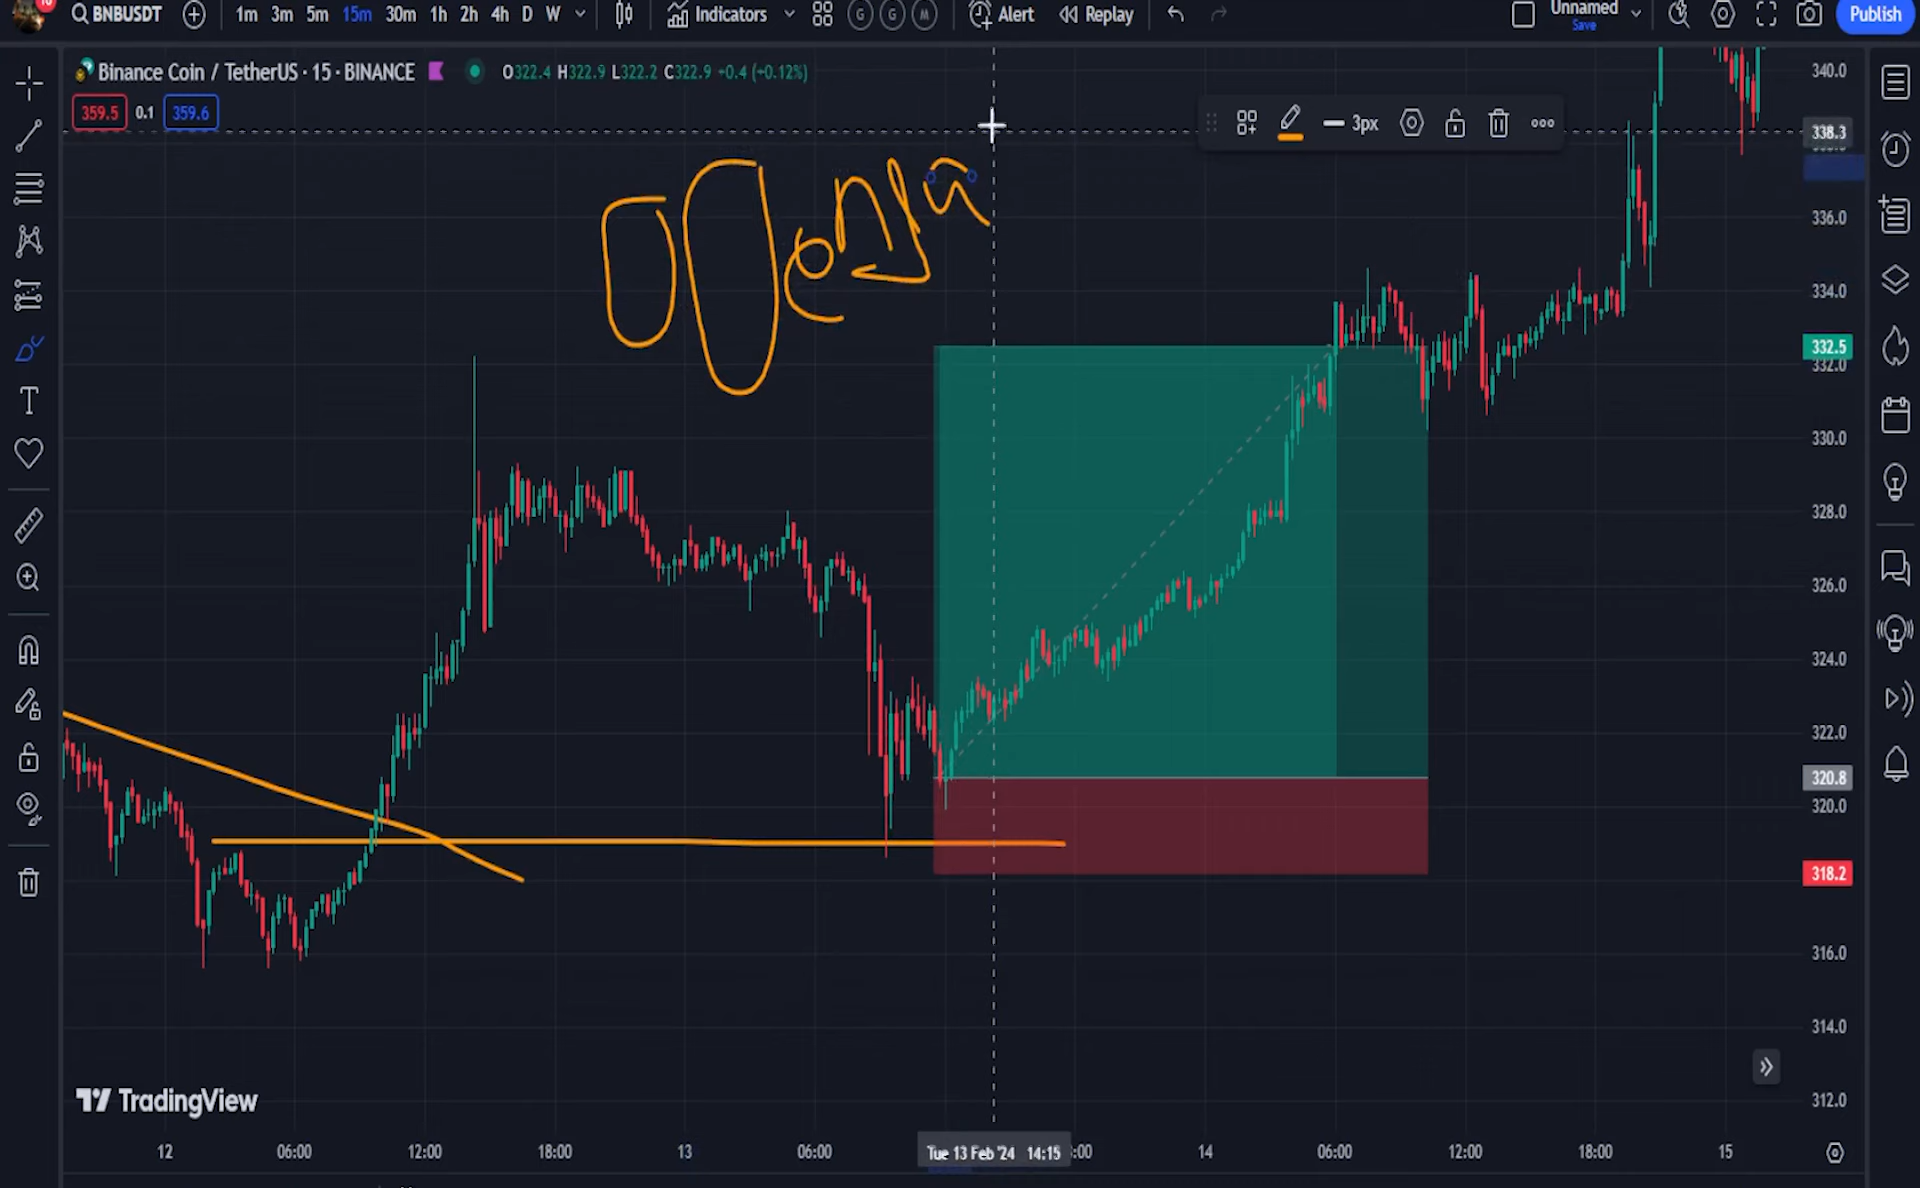 BNBUSDT 1m 3m 5m 15m 30m 1h 2h 4h D W Indicators G G M Alert Replay Unnamed Save Publish
Binance Coin / TetherUS · 15 · BINANCE O322.4 H322.9 L322.2 C322.9 +0.4 (+0.12%)
359.5 0.1 359.6
3px
340.0
338.3
336.0
334.0
332.5
332.0
330.0
328.0
326.0
324.0
322.0
320.8
320.0
318.2
316.0
314.0
312.0
TradingView
12 06:00 12:00 18:00 13 06:00 Tue 13 Feb '24 14:15 :00 14 06:00 12:00 18:00 15